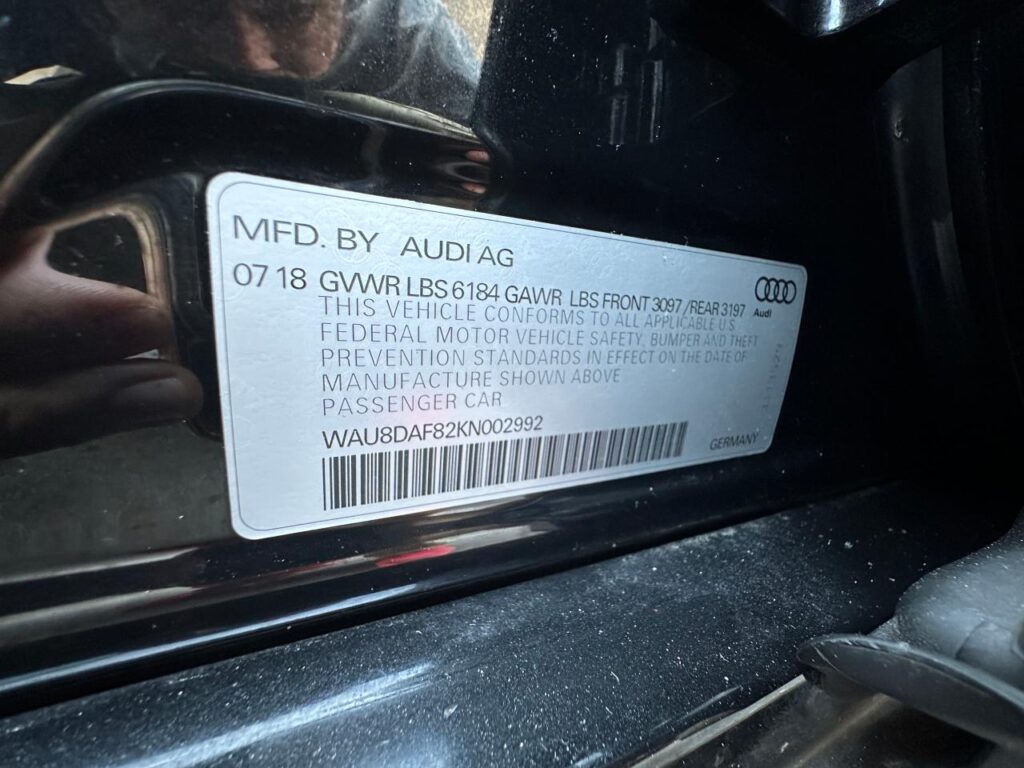 MFD. BY AUDI AG
07 18 GVWR LBS 6184 GAWR LBS FRONT 3097 / REAR 3197
Audi
THIS VEHICLE CONFORMS TO ALL APPLICABLE U.S.
FEDERAL MOTOR VEHICLE SAFETY, BUMPER AND THEFT
PREVENTION STANDARDS IN EFFECT ON THE DATE OF
MANUFACTURE SHOWN ABOVE
PASSENGER CAR
WAU8DAF82KN002992
GERMANY